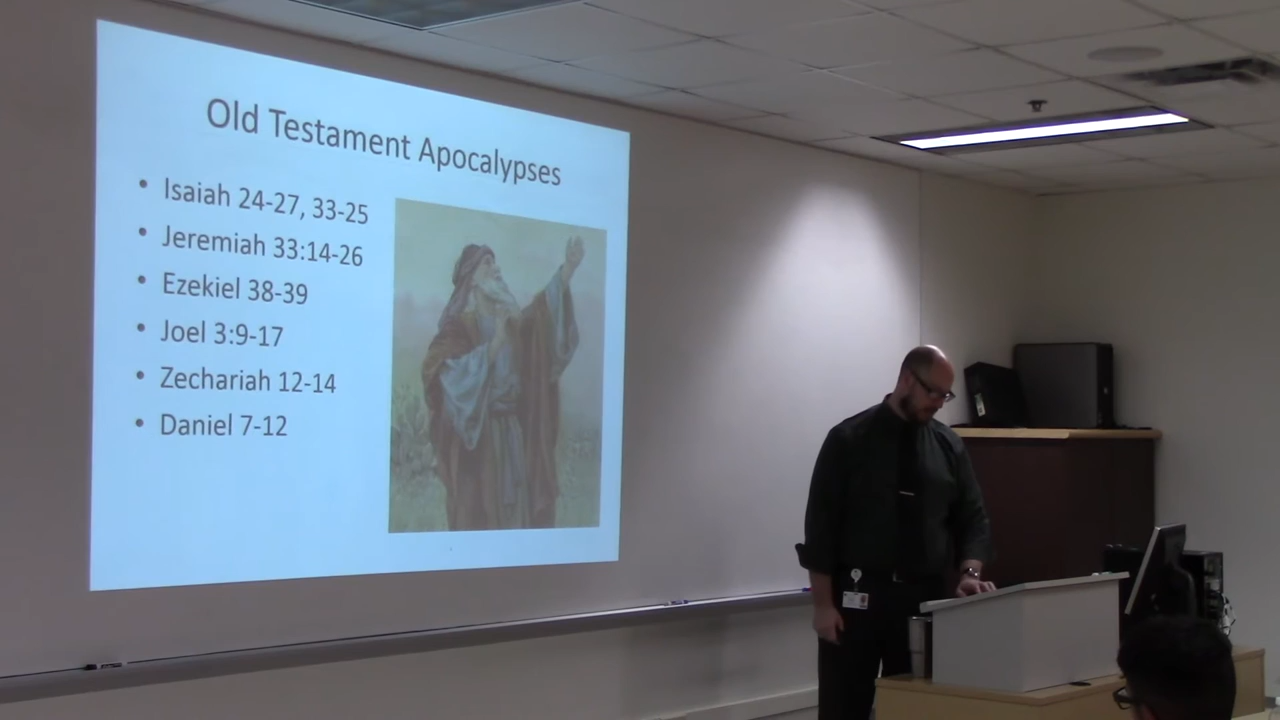 Old Testament Apocalypses
• Isaiah 24-27, 33-25
• Jeremiah 33:14-26
• Ezekiel 38-39
• Joel 3:9-17
• Zechariah 12-14
• Daniel 7-12